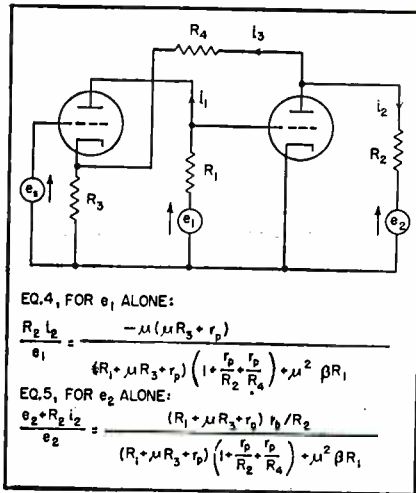 R4
i3
i1
i2
R1
R2
R3
es
e1
e2
EQ.4, FOR e1 ALONE:
R2 i2 / e1 = -μ(μR3+rp) / (R1+μR3+rp)(1+rp/R2+rp/R4)+μ² βR1
EQ.5, FOR e2 ALONE:
e2+R2 i2 / e2 = (R1+μR3+rp) rp/R2 / (R1+μR3+rp)(1+rp/R2+rp/R4)+μ² βR1